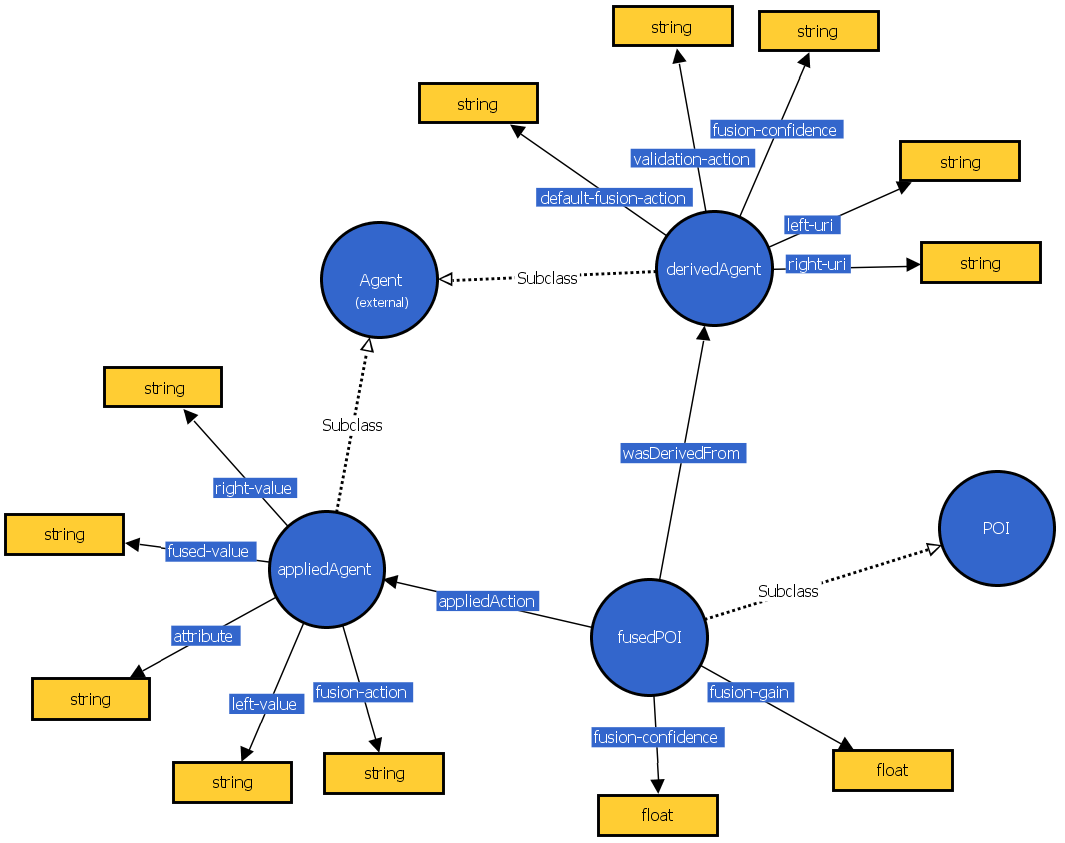 string
string
string
fusion-confidence
validation-action
string
default-fusion-action
left-uri
Agent
(external)
Subclass
derivedAgent
right-uri
string
string
Subclass
wasDerivedFrom
right-value
string
fused-value
POI
appliedAgent
Subclass
appliedAction
attribute
fusedPOI
string
left-value
fusion-action
fusion-gain
fusion-confidence
string
string
float
float